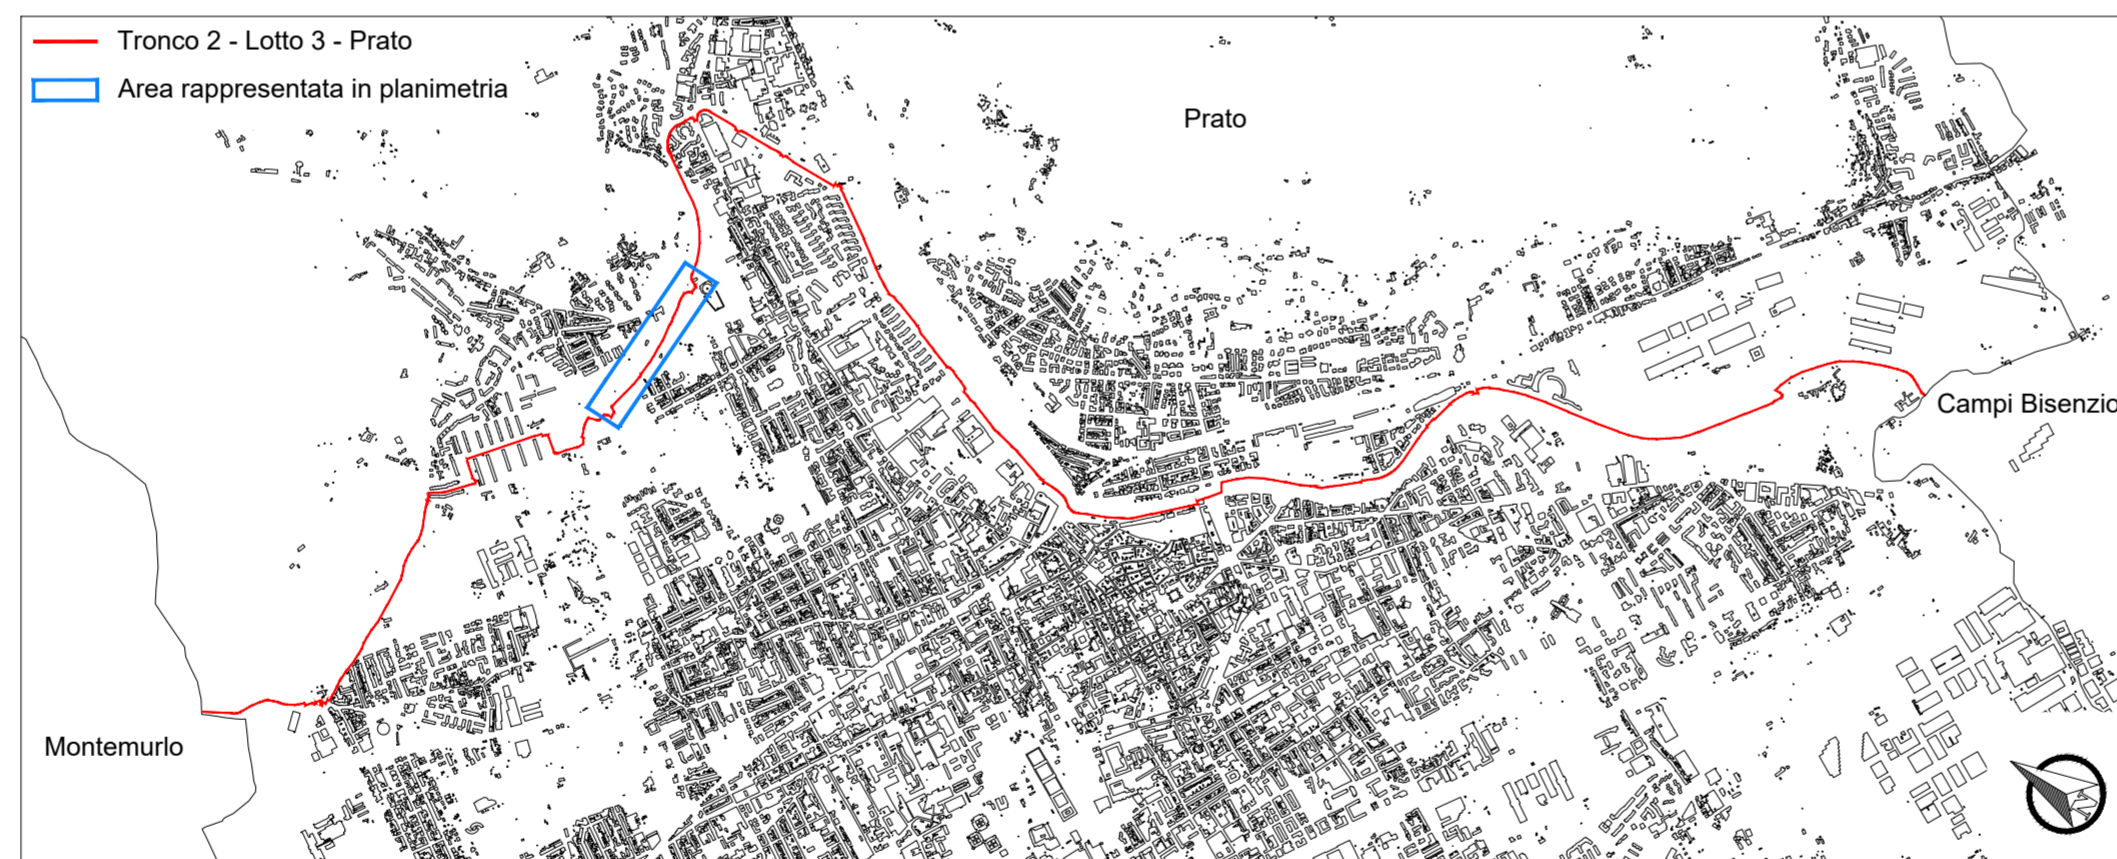 Tronco 2 - Lotto 3 - Prato
Area rappresentata in planimetria
Prato
Campi Bisenzio
Montemurlo